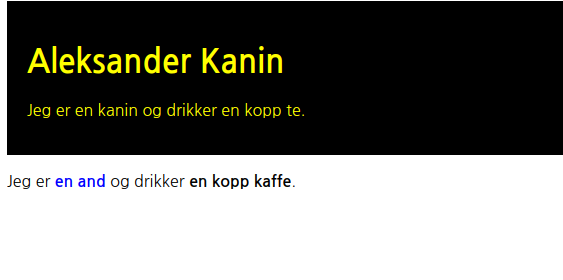 Aleksander Kanin
Jeg er en kanin og drikker en kopp te.
Jeg er en and og drikker en kopp kaffe.